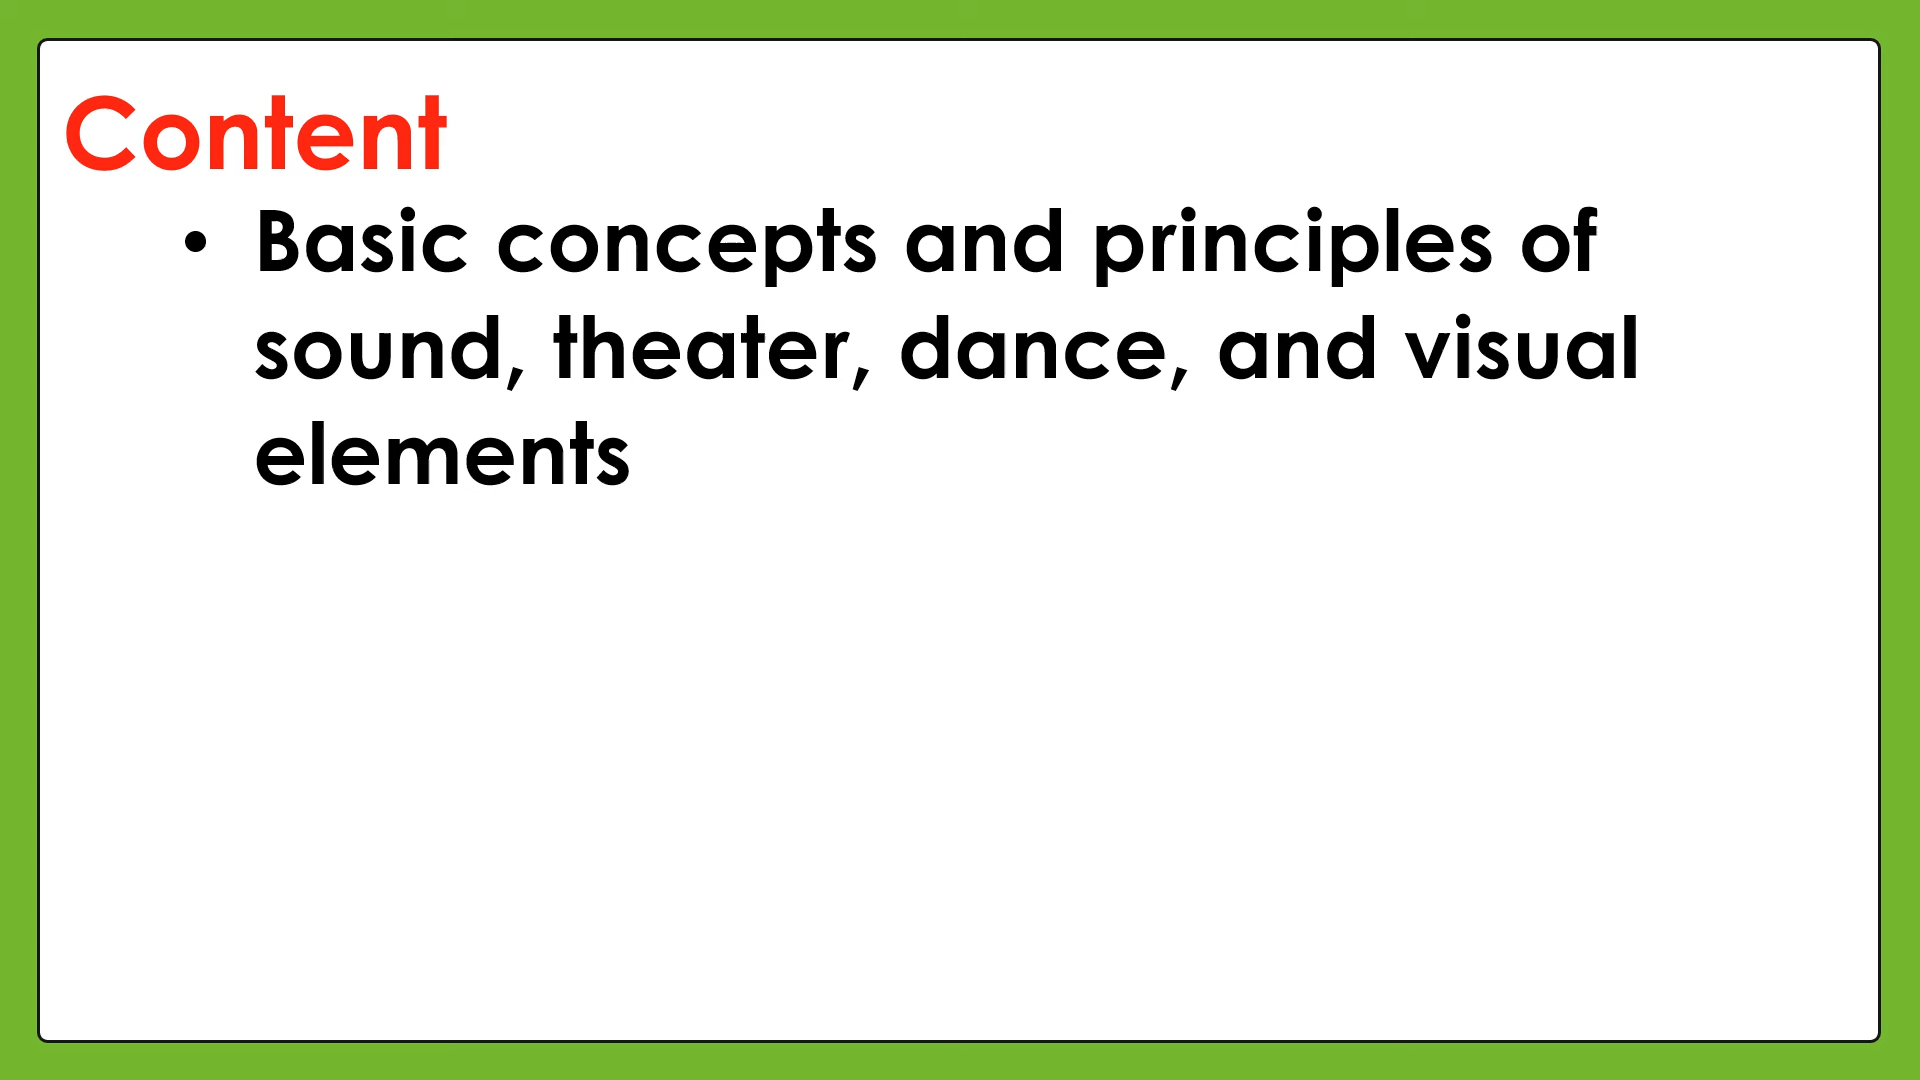 Content
• Basic concepts and principles of
sound, theater, dance, and visual
elements